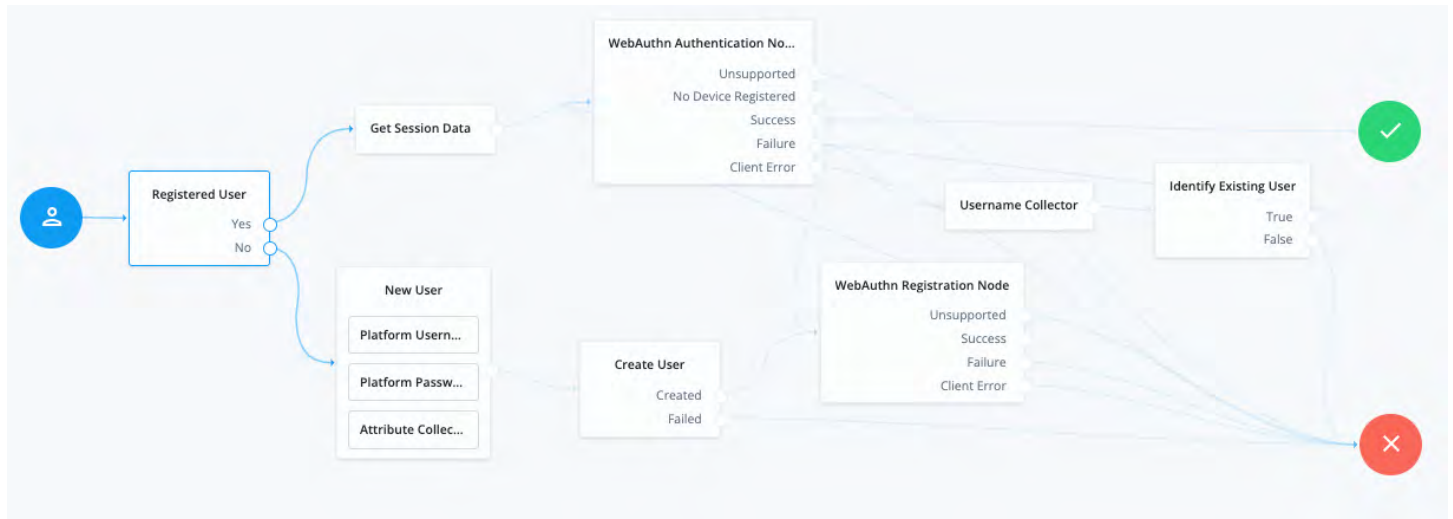 WebAuthn Authentication No...
Unsupported
No Device Registered
Success
Failure
Client Error
Get Session Data
Registered User
Yes
No
Username Collector
Identify Existing User
True
False
New User
Platform Usern...
Platform Passw...
Attribute Collec...
Create User
Created
Failed
WebAuthn Registration Node
Unsupported
Success
Failure
Client Error